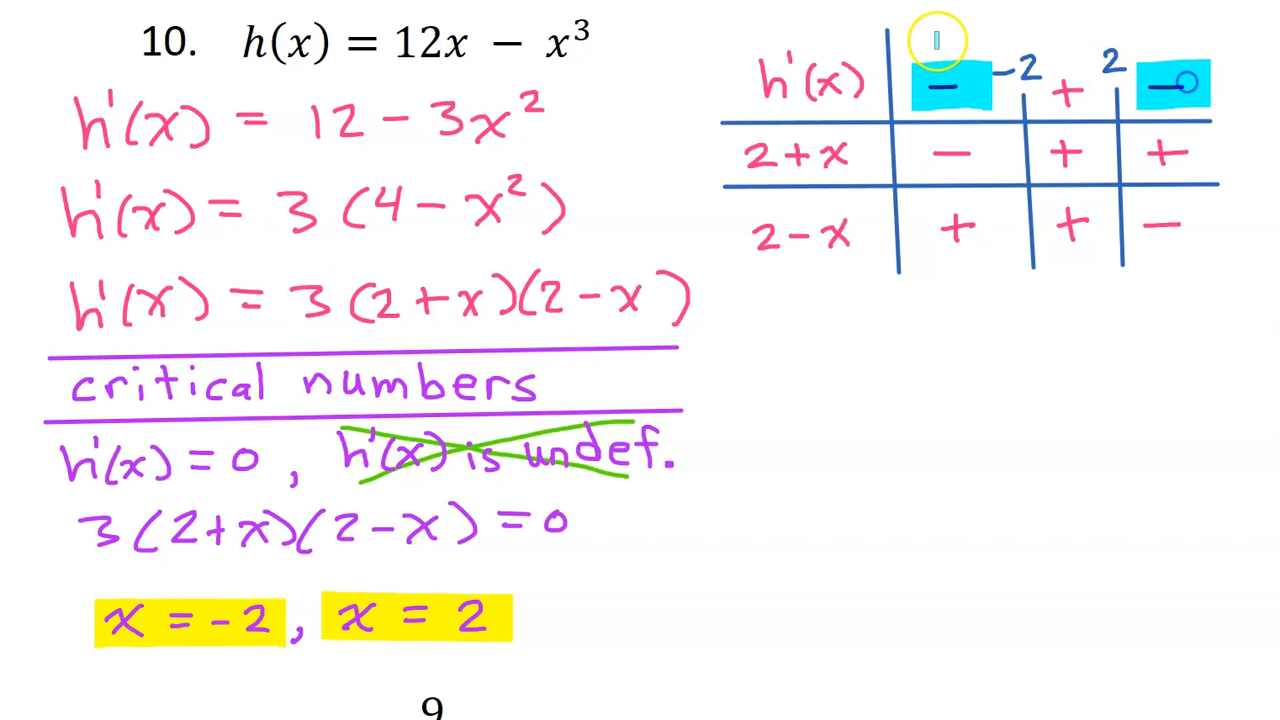 10. h(x) = 12x − x³
h'(x) = 12 − 3x²
h'(x) = 3(4 − x²)
h'(x) = 3(2+x)(2−x)
critical numbers
h'(x) = 0, h'(x) is undef.
3(2+x)(2−x) = 0
x = −2, x = 2
9
h'(x) − −2 + 2 −
2+x − + +
2−x + + −